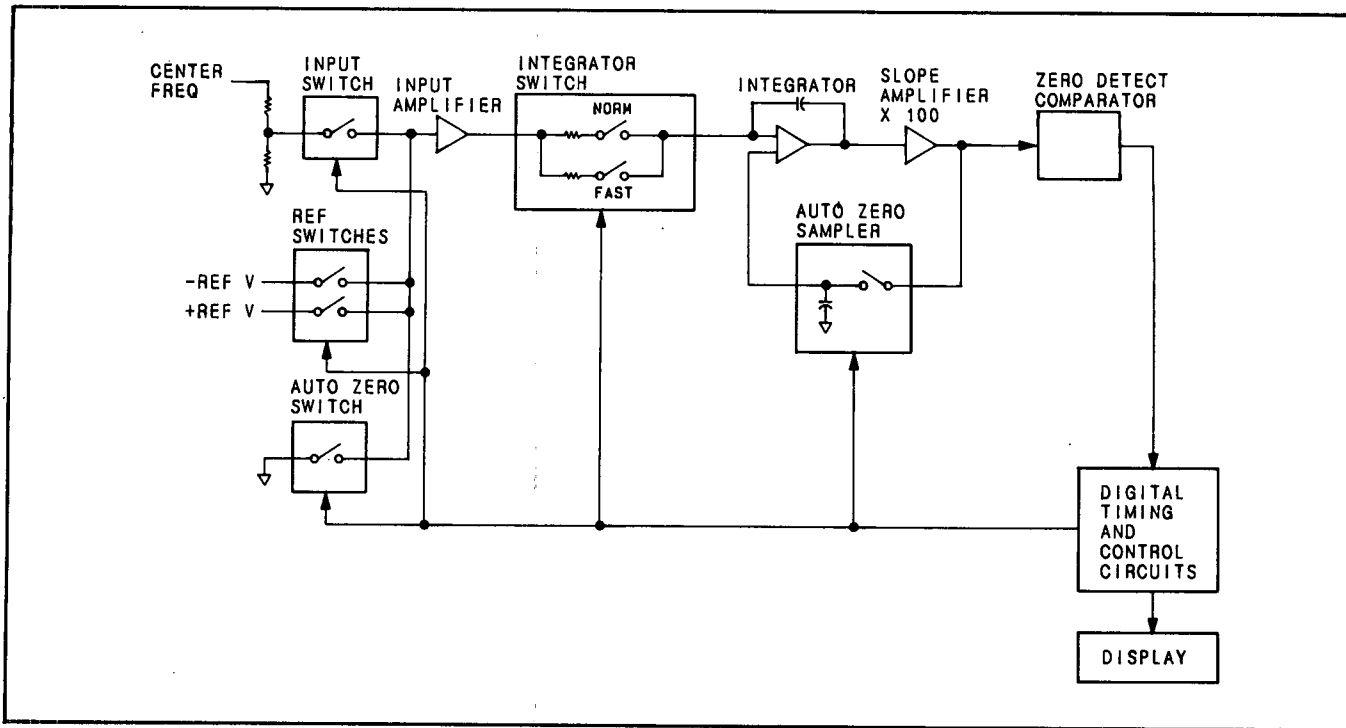 CENTER
FREQ
INPUT
SWITCH
INPUT
AMPLIFIER
INTEGRATOR
SWITCH
NORM
FAST
INTEGRATOR
SLOPE
AMPLIFIER
X 100
ZERO DETECT
COMPARATOR
REF
SWITCHES
-REF V
+REF V
AUTO ZERO
SAMPLER
AUTO ZERO
SWITCH
DIGITAL
TIMING
AND
CONTROL
CIRCUITS
DISPLAY